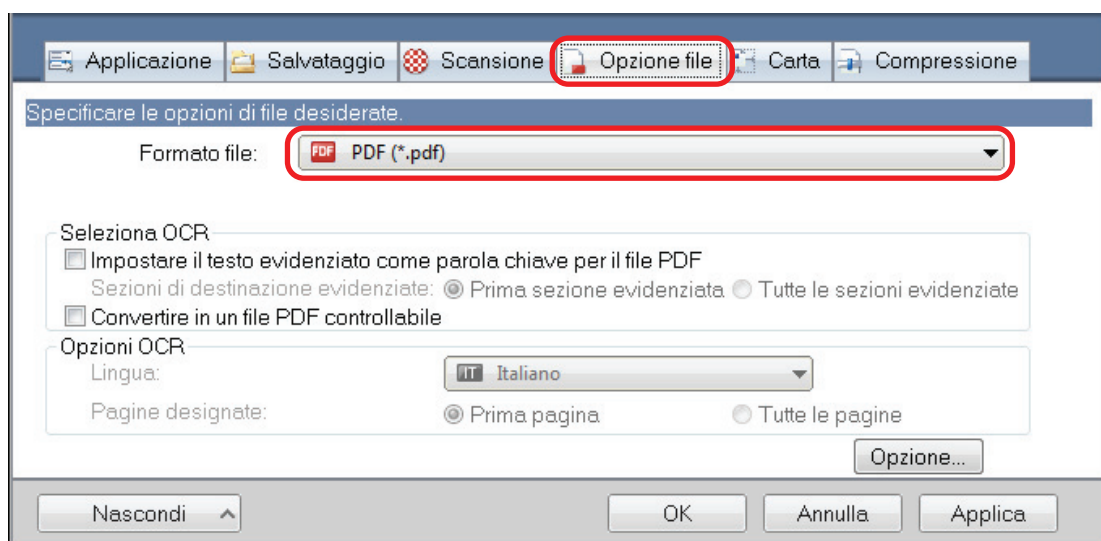 Applicazione Salvataggio Scansione Opzione file Carta Compressione
Specificare le opzioni di file desiderate.
Formato file: PDF PDF (*.pdf)
Seleziona OCR
Impostare il testo evidenziato come parola chiave per il file PDF
Sezioni di destinazione evidenziate: Prima sezione evidenziata Tutte le sezioni evidenziate
Convertire in un file PDF controllabile
Opzioni OCR
Lingua: IT Italiano
Pagine designate: Prima pagina Tutte le pagine
Opzione...
Nascondi OK Annulla Applica